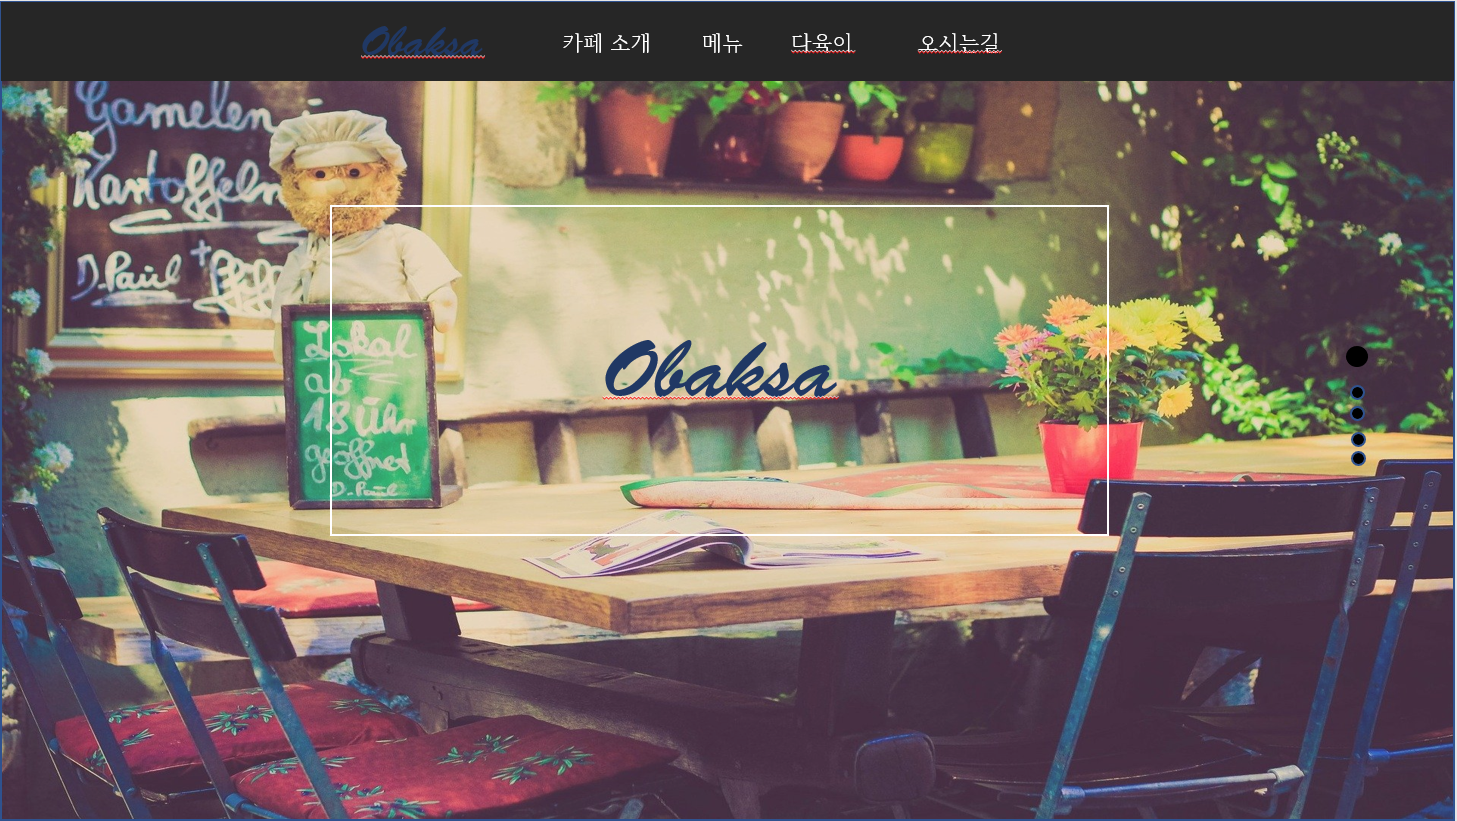 Obaksa
카페 소개
메뉴
다육이
오시는길
Gamelen
Kartoffeln
D.Paul
Lokal
ab
18 Uhr
geöffnet
D.Paul
Obaksa